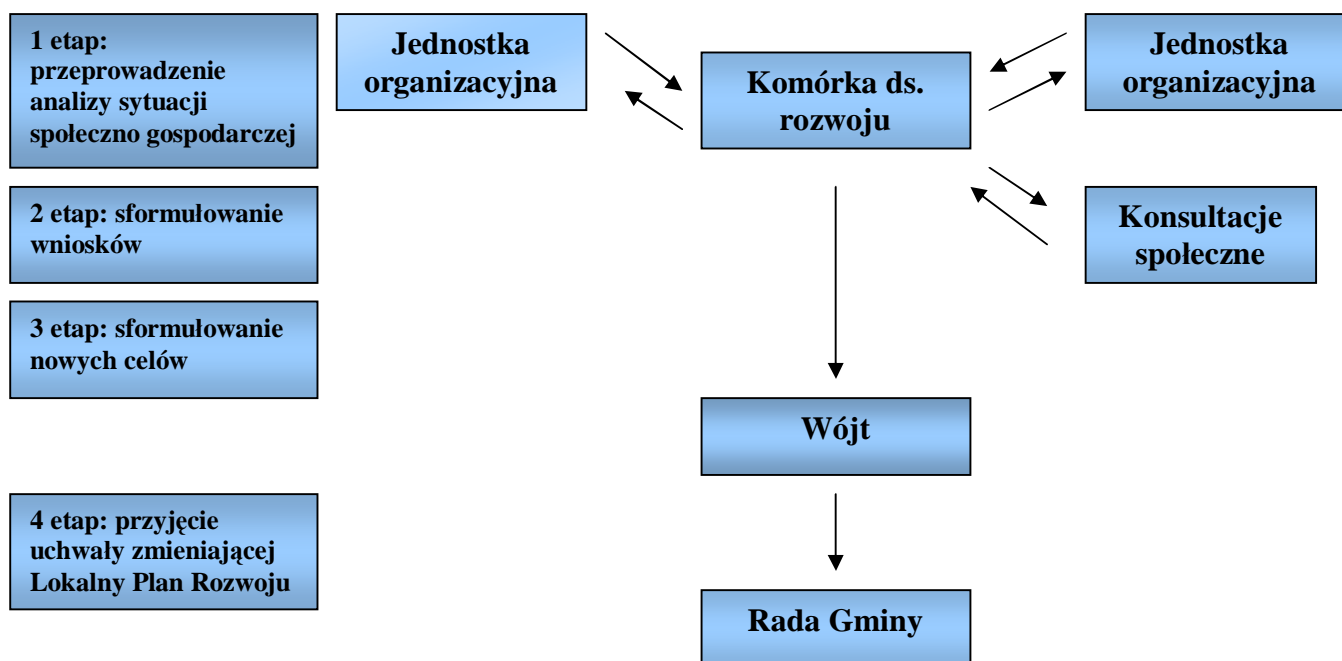 1 etap:
przeprowadzenie
analizy sytuacji
społeczno gospodarczej
Jednostka
organizacyjna
Komórka ds.
rozwoju
Jednostka
organizacyjna
2 etap: sformułowanie
wniosków
Konsultacje
społeczne
3 etap: sformułowanie
nowych celów
Wójt
4 etap: przyjęcie
uchwały zmieniającej
Lokalny Plan Rozwoju
Rada Gminy